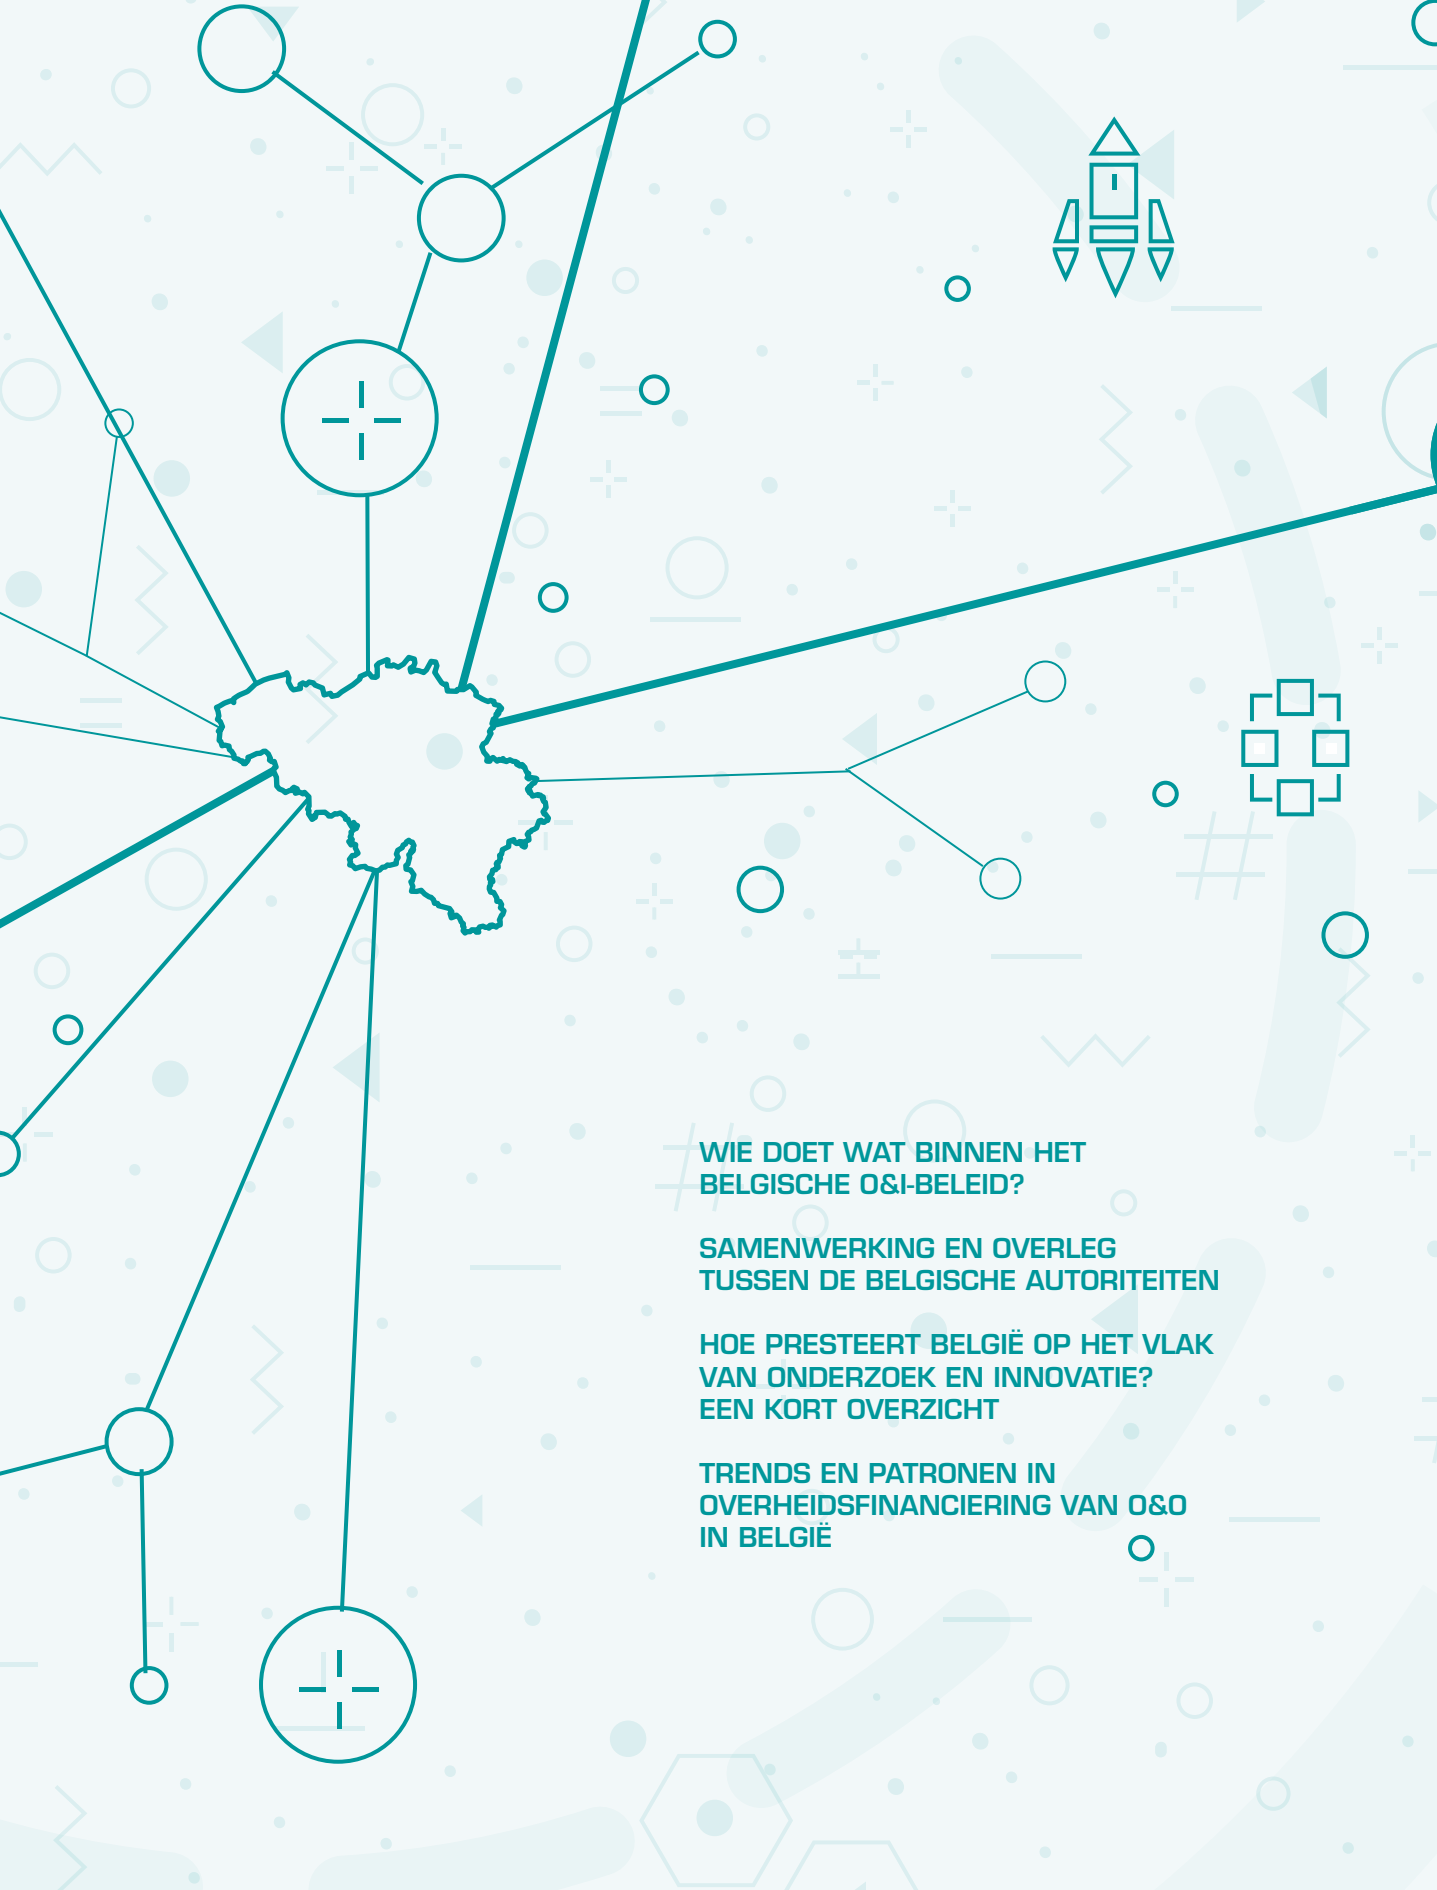 WIE DOET WAT BINNEN HET
BELGISCHE O&I-BELEID?
SAMENWERKING EN OVERLEG
TUSSEN DE BELGISCHE AUTORITEITEN
HOE PRESTEERT BELGIË OP HET VLAK
VAN ONDERZOEK EN INNOVATIE?
EEN KORT OVERZICHT
TRENDS EN PATRONEN IN
OVERHEIDSFINANCIERING VAN O&O
IN BELGIË